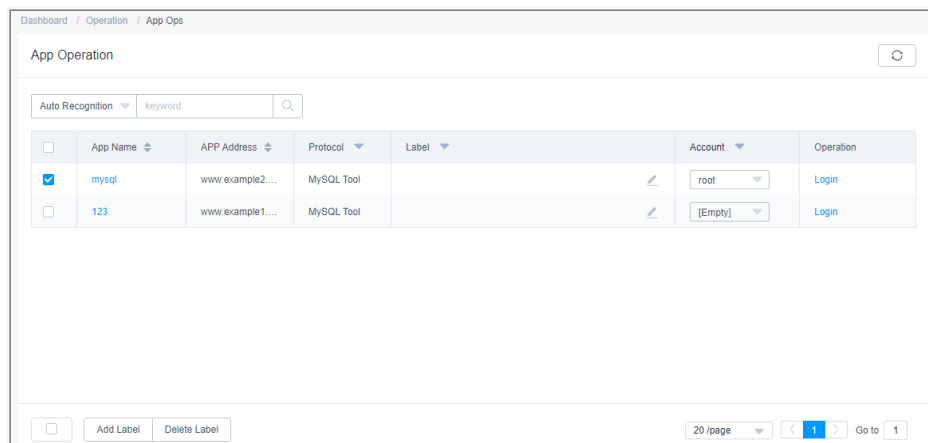 Dashboard / Operation / App Ops
App Operation
Auto Recognition keyword
App Name APP Address Protocol Label Account Operation
mysql www.example2.... MySQL Tool root Login
123 www.example1.... MySQL Tool [Empty] Login
Add Label Delete Label 20 /page 1 Go to 1